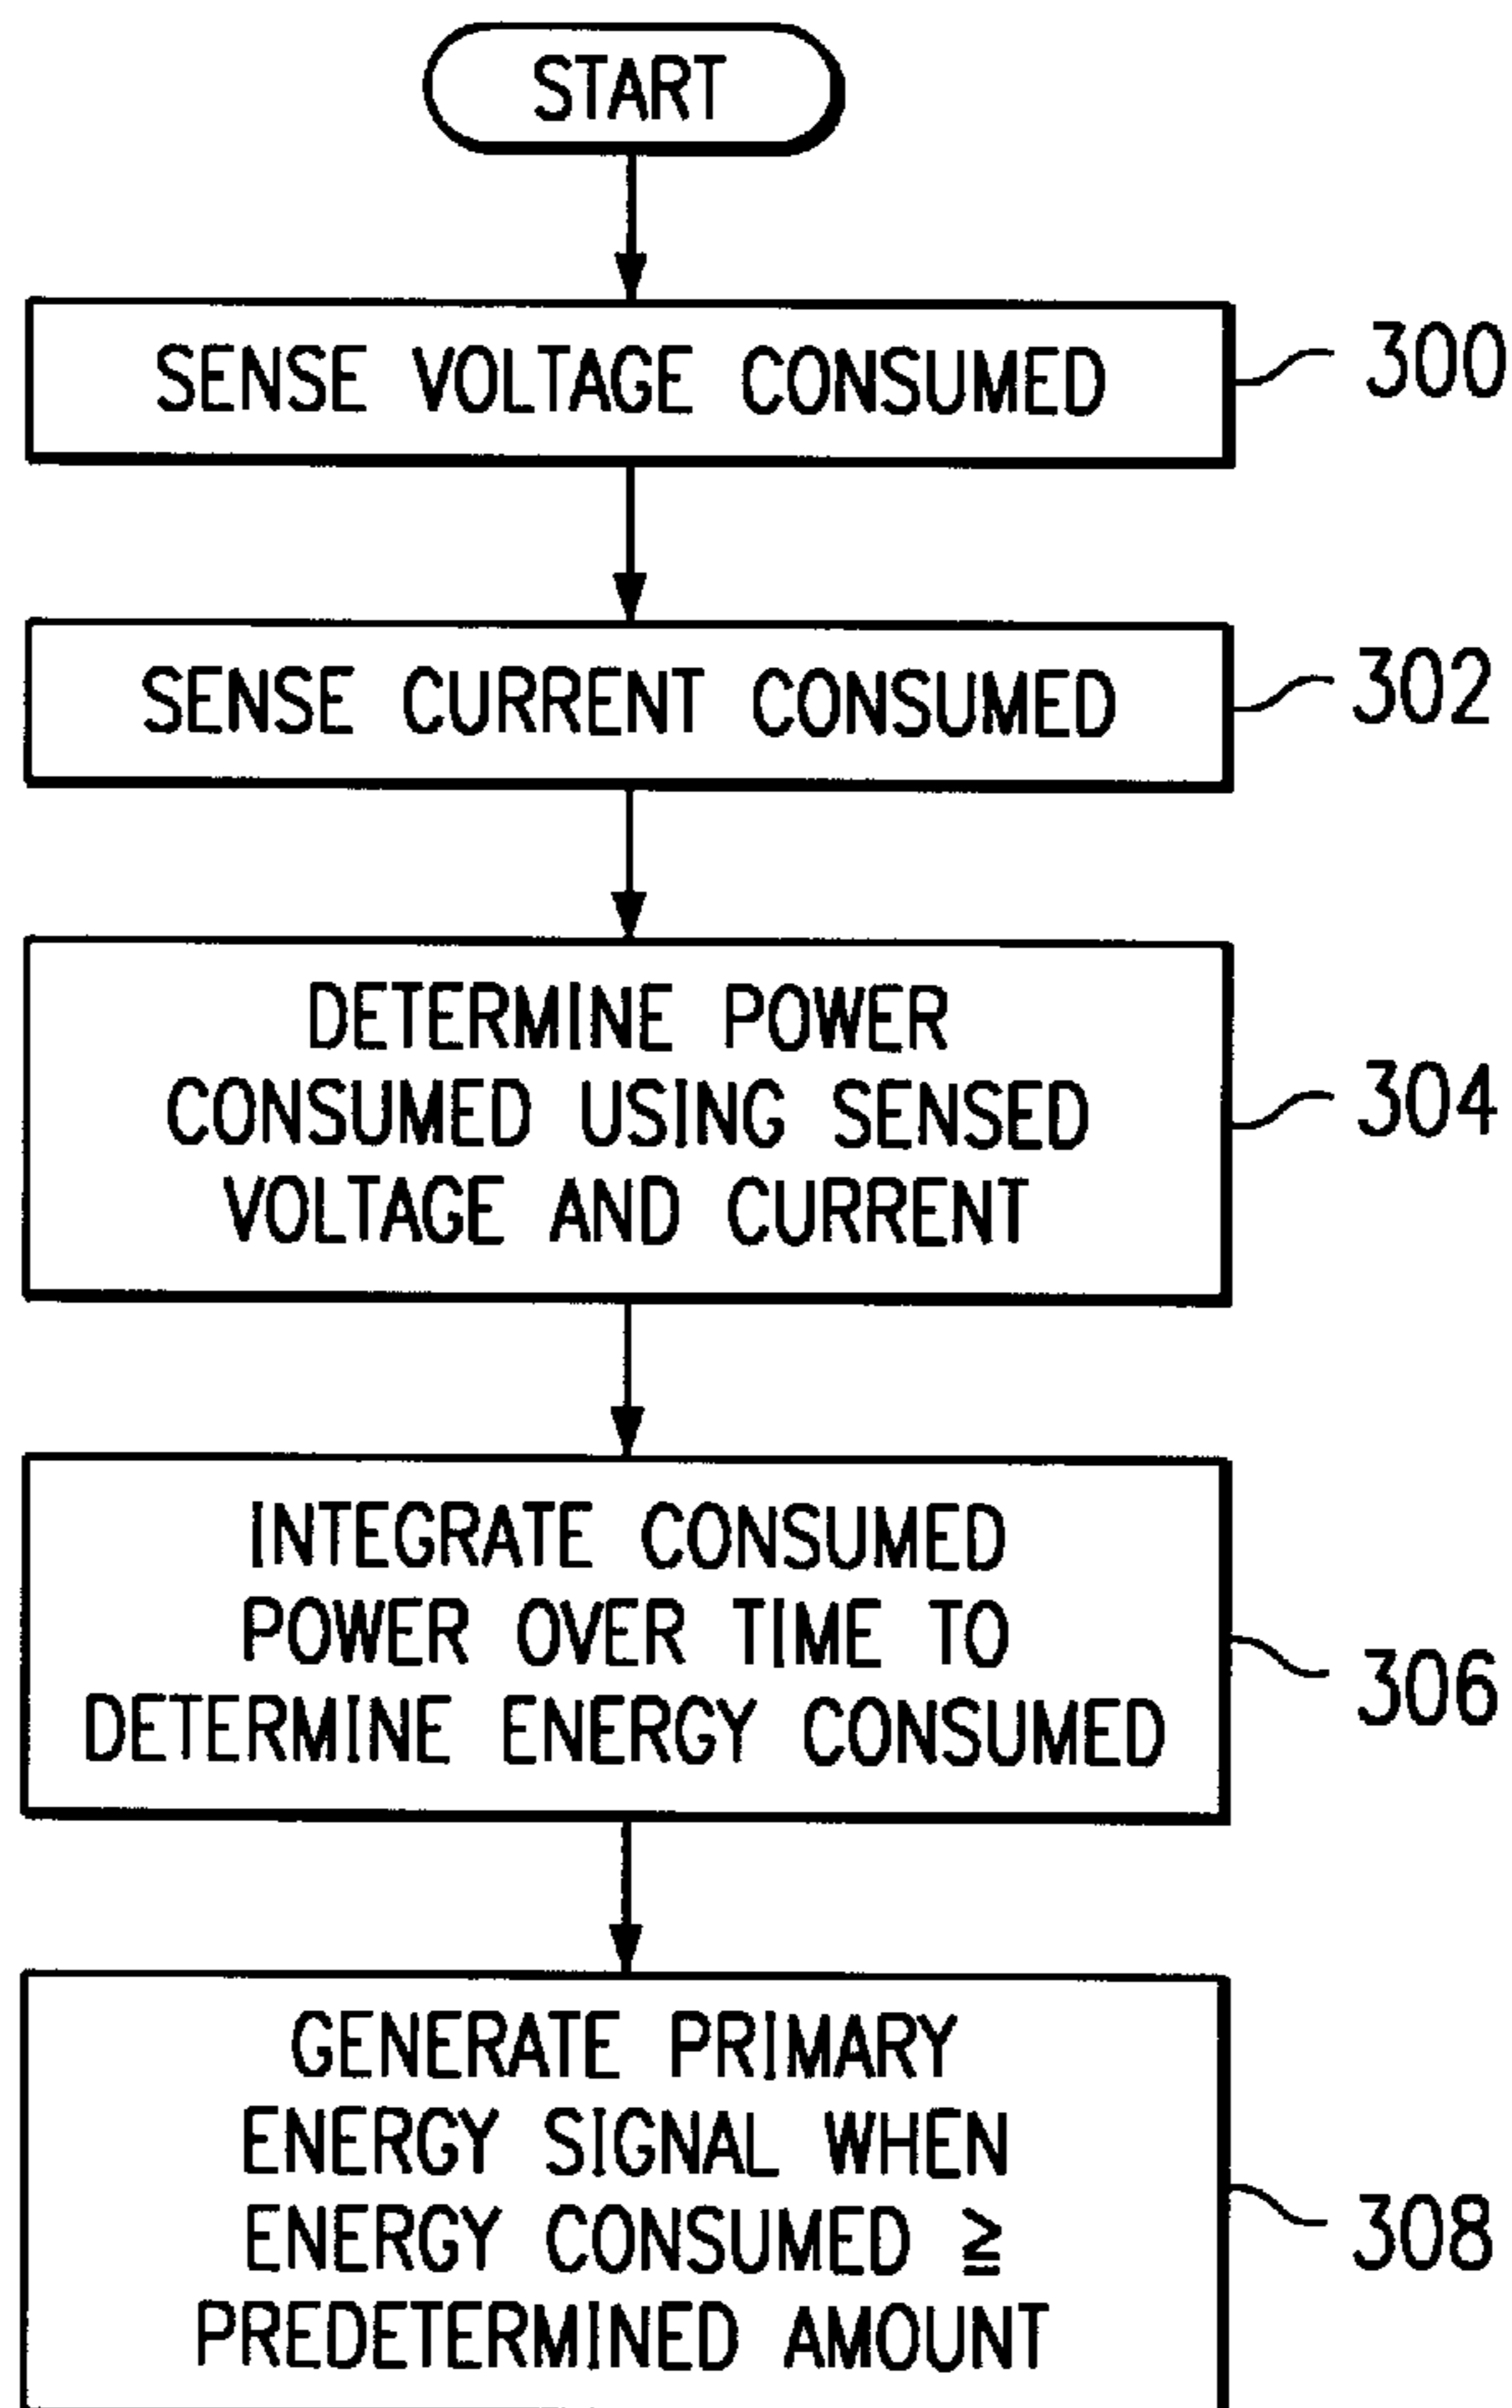 START
SENSE VOLTAGE CONSUMED
300
SENSE CURRENT CONSUMED
302
DETERMINE POWER
CONSUMED USING SENSED
VOLTAGE AND CURRENT
304
INTEGRATE CONSUMED
POWER OVER TIME TO
DETERMINE ENERGY CONSUMED
306
GENERATE PRIMARY
ENERGY SIGNAL WHEN
ENERGY CONSUMED ≧
PREDETERMINED AMOUNT
308